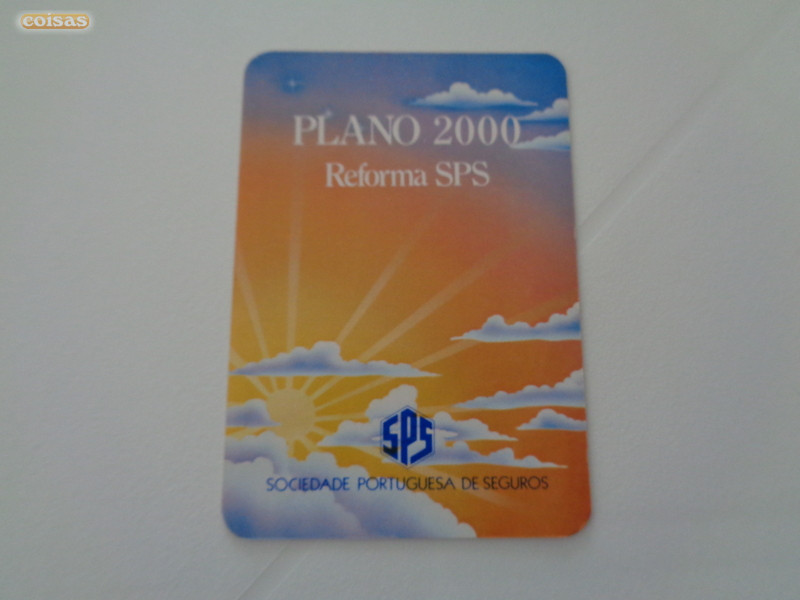 coisas
PLANO 2000
Reforma SPS
SPS
SOCIEDADE PORTUGUESA DE SEGUROS